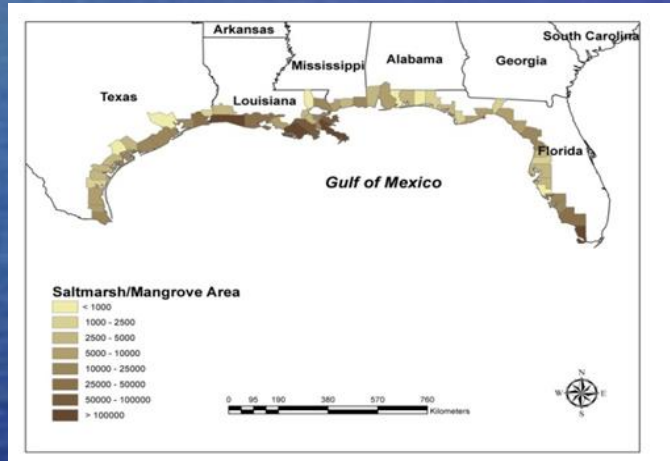 South Carolina
Arkansas
Mississippi
Alabama
Georgia
Texas
Louisiana
Florida
Gulf of Mexico
Saltmarsh/Mangrove Area
< 1000
1000 - 2500
2500 - 5000
5000 - 10000
10000 - 25000
25000 - 50000
50000 - 100000
> 100000
0 95 190 380 570 760
Kilometers
N
W E
S